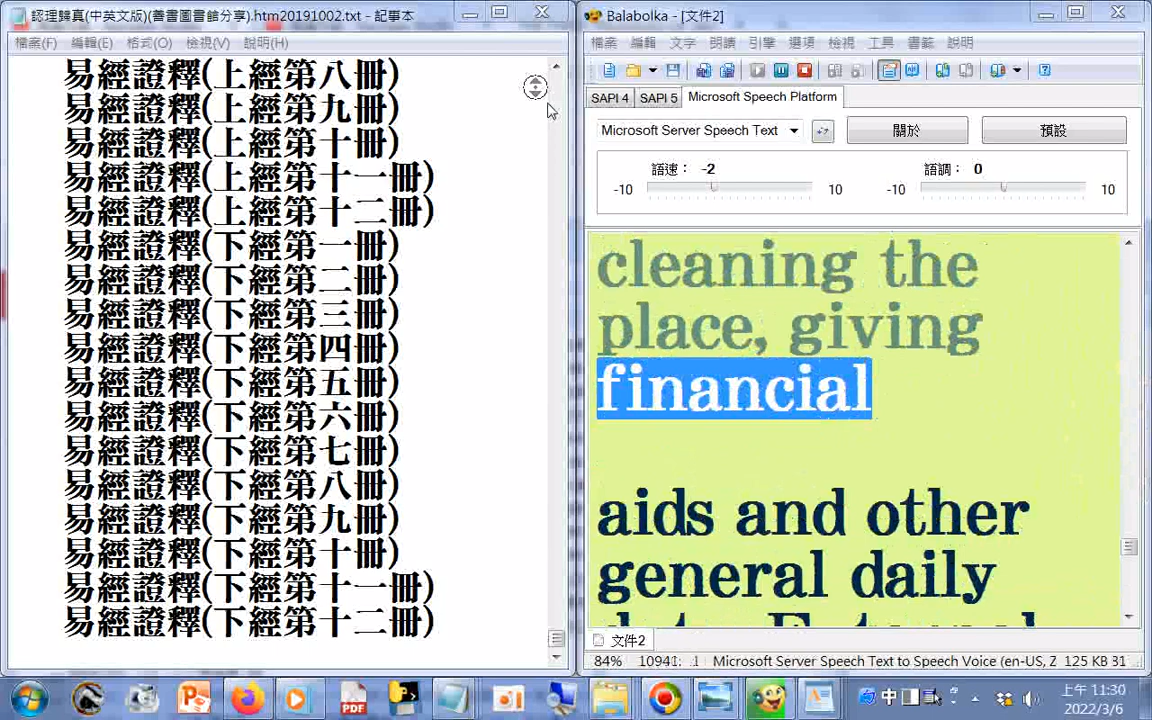 認理歸真(中英文版)(善書圖書館分享).htm20191002.txt - 記事本
檔案(F) 編輯(E) 格式(O) 檢視(V) 說明(H)
易經證釋(上經第八冊)
易經證釋(上經第九冊)
易經證釋(上經第十冊)
易經證釋(上經第十一冊)
易經證釋(上經第十二冊)
易經證釋(下經第一冊)
易經證釋(下經第二冊)
易經證釋(下經第三冊)
易經證釋(下經第四冊)
易經證釋(下經第五冊)
易經證釋(下經第六冊)
易經證釋(下經第七冊)
易經證釋(下經第八冊)
易經證釋(下經第九冊)
易經證釋(下經第十冊)
易經證釋(下經第十一冊)
易經證釋(下經第十二冊)
Balabolka - [文件2]
檔案 編輯 文字 朗讀 引擎 選項 檢視 工具 書籤 說明
SAPI 4 SAPI 5 Microsoft Speech Platform
Microsoft Server Speech Text 關於 預設
語速： -2 語調： 0
-10 10 -10 10
cleaning the
place, giving
financial
aids and other
general daily
文件2
84% Microsoft Server Speech Text to Speech Voice (en-US, Z 125 KB 31
中 上午 11:30
2022/3/6